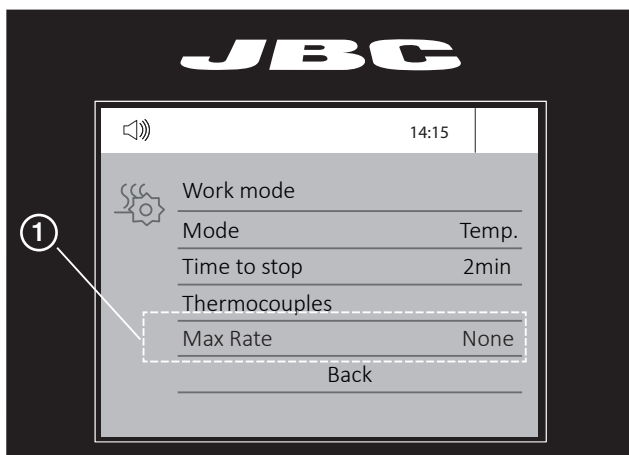 JBC
14:15
Work mode
Mode Temp.
Time to stop 2min
Thermocouples
1
Max Rate None
Back